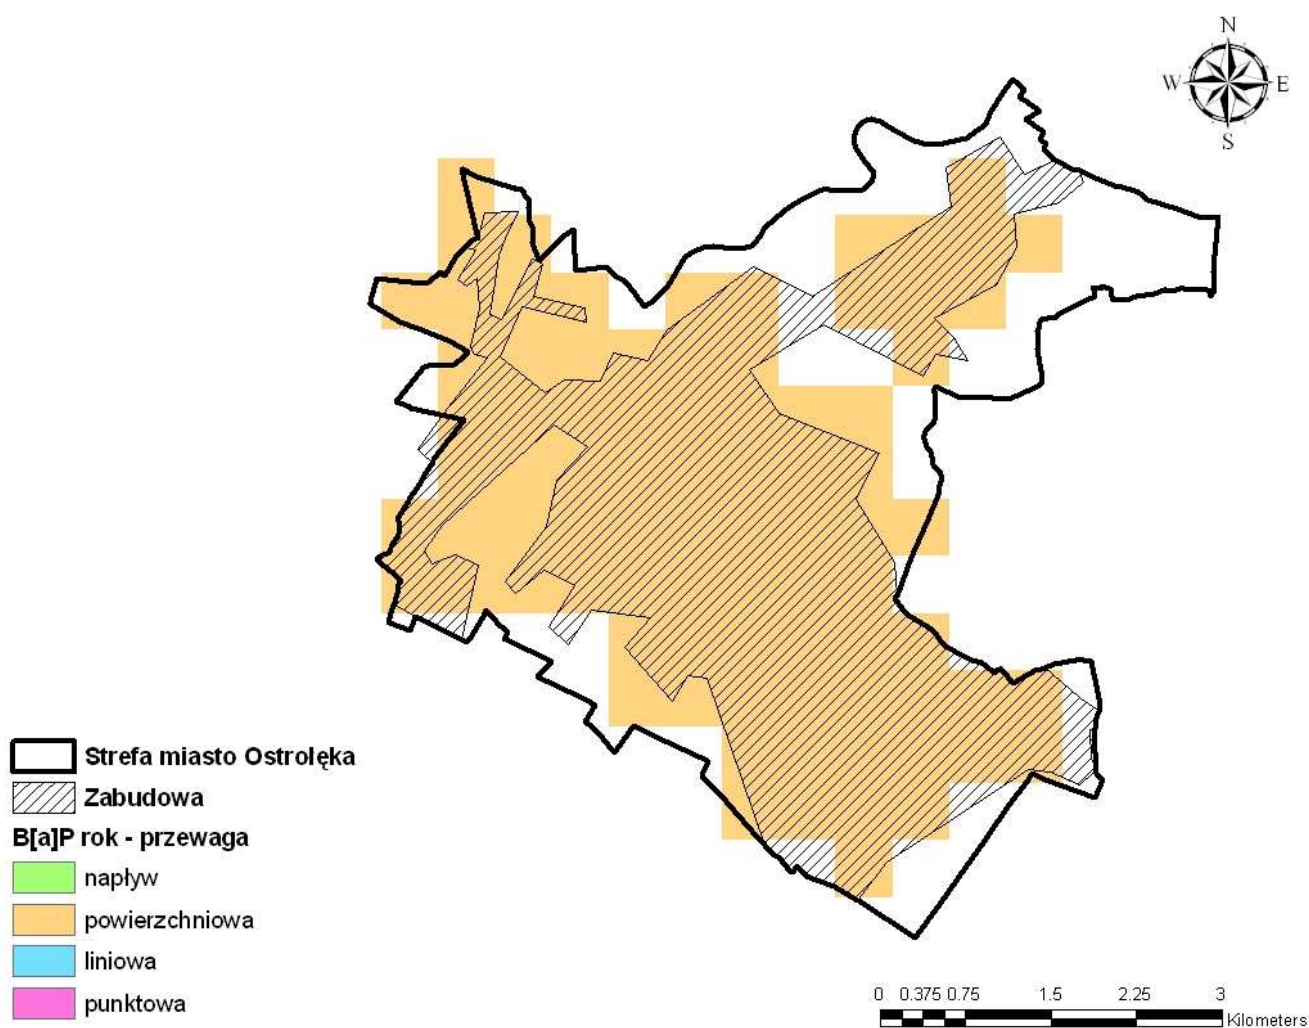 N
W E
S
Strefa miasto Ostrołęka
Zabudowa
B[a]P rok - przewaga
napływ
powierzchniowa
liniowa
punktowa
0 0.375 0.75 1.5 2.25 3
Kilometers